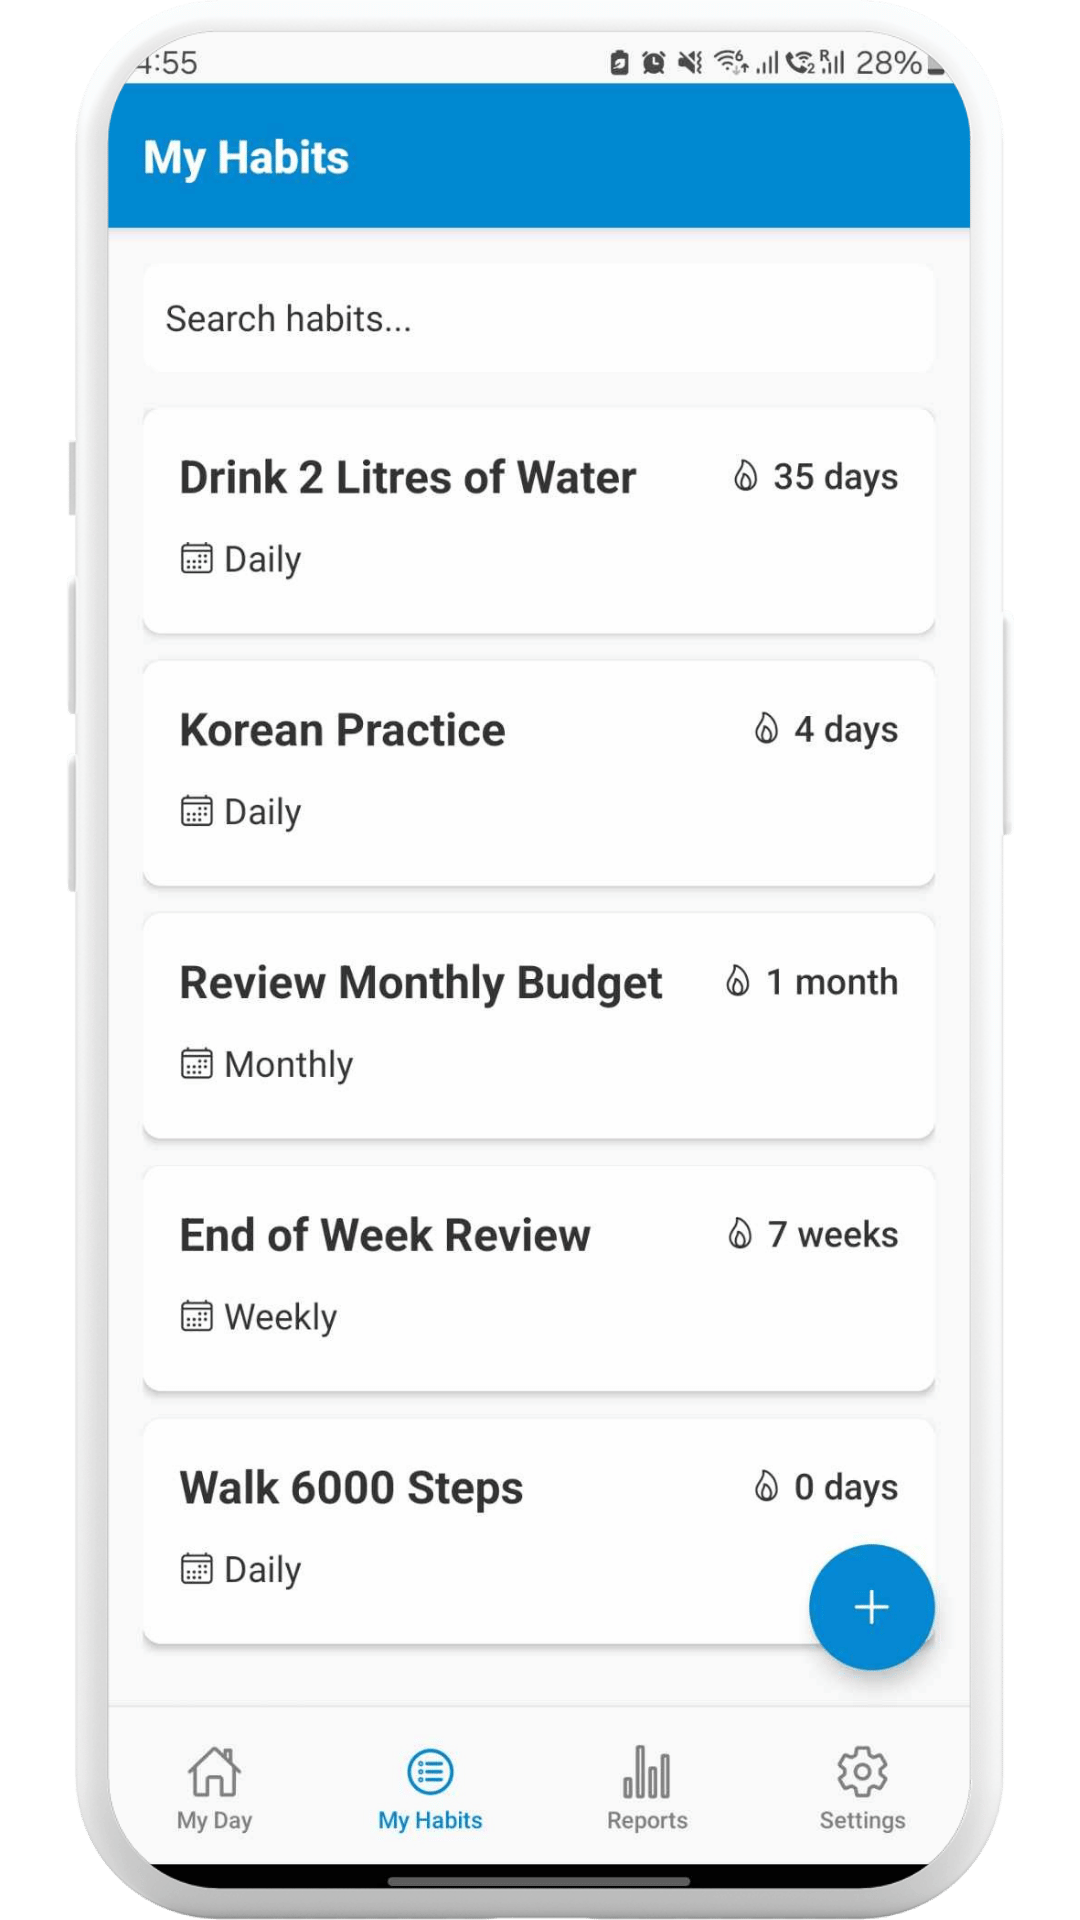 4:55 28%
My Habits
Search habits...
Drink 2 Litres of Water 35 days
Daily
Korean Practice 4 days
Daily
Review Monthly Budget 1 month
Monthly
End of Week Review 7 weeks
Weekly
Walk 6000 Steps 0 days
Daily
+
My Day My Habits Reports Settings